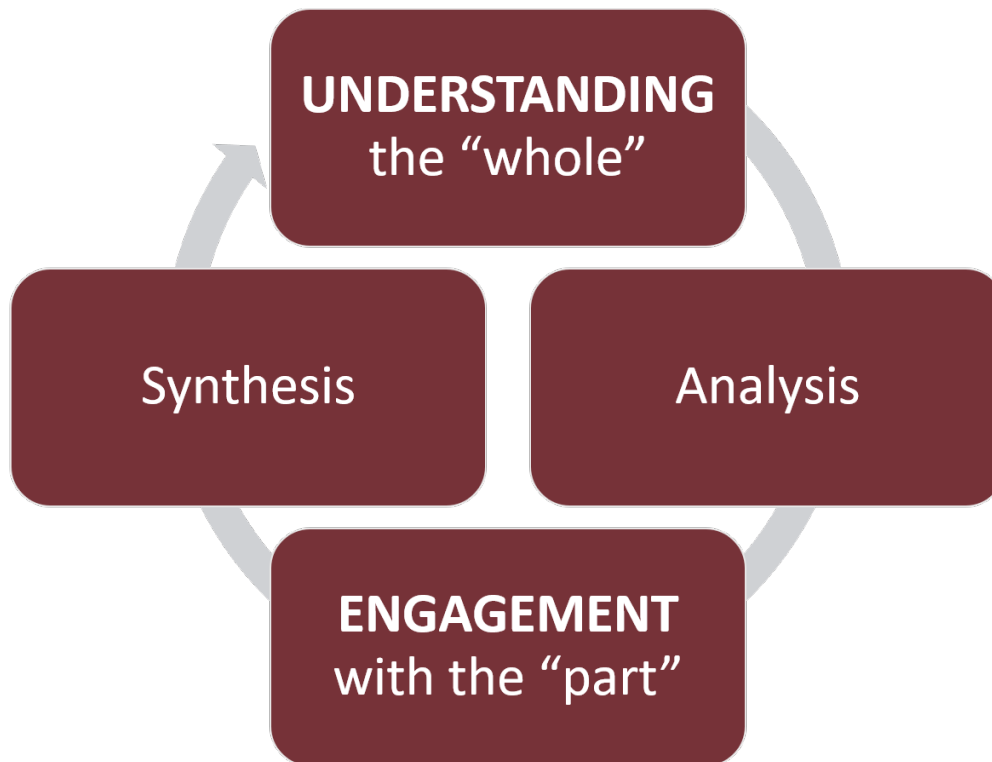 UNDERSTANDING
the “whole”
Synthesis
Analysis
ENGAGEMENT
with the “part”